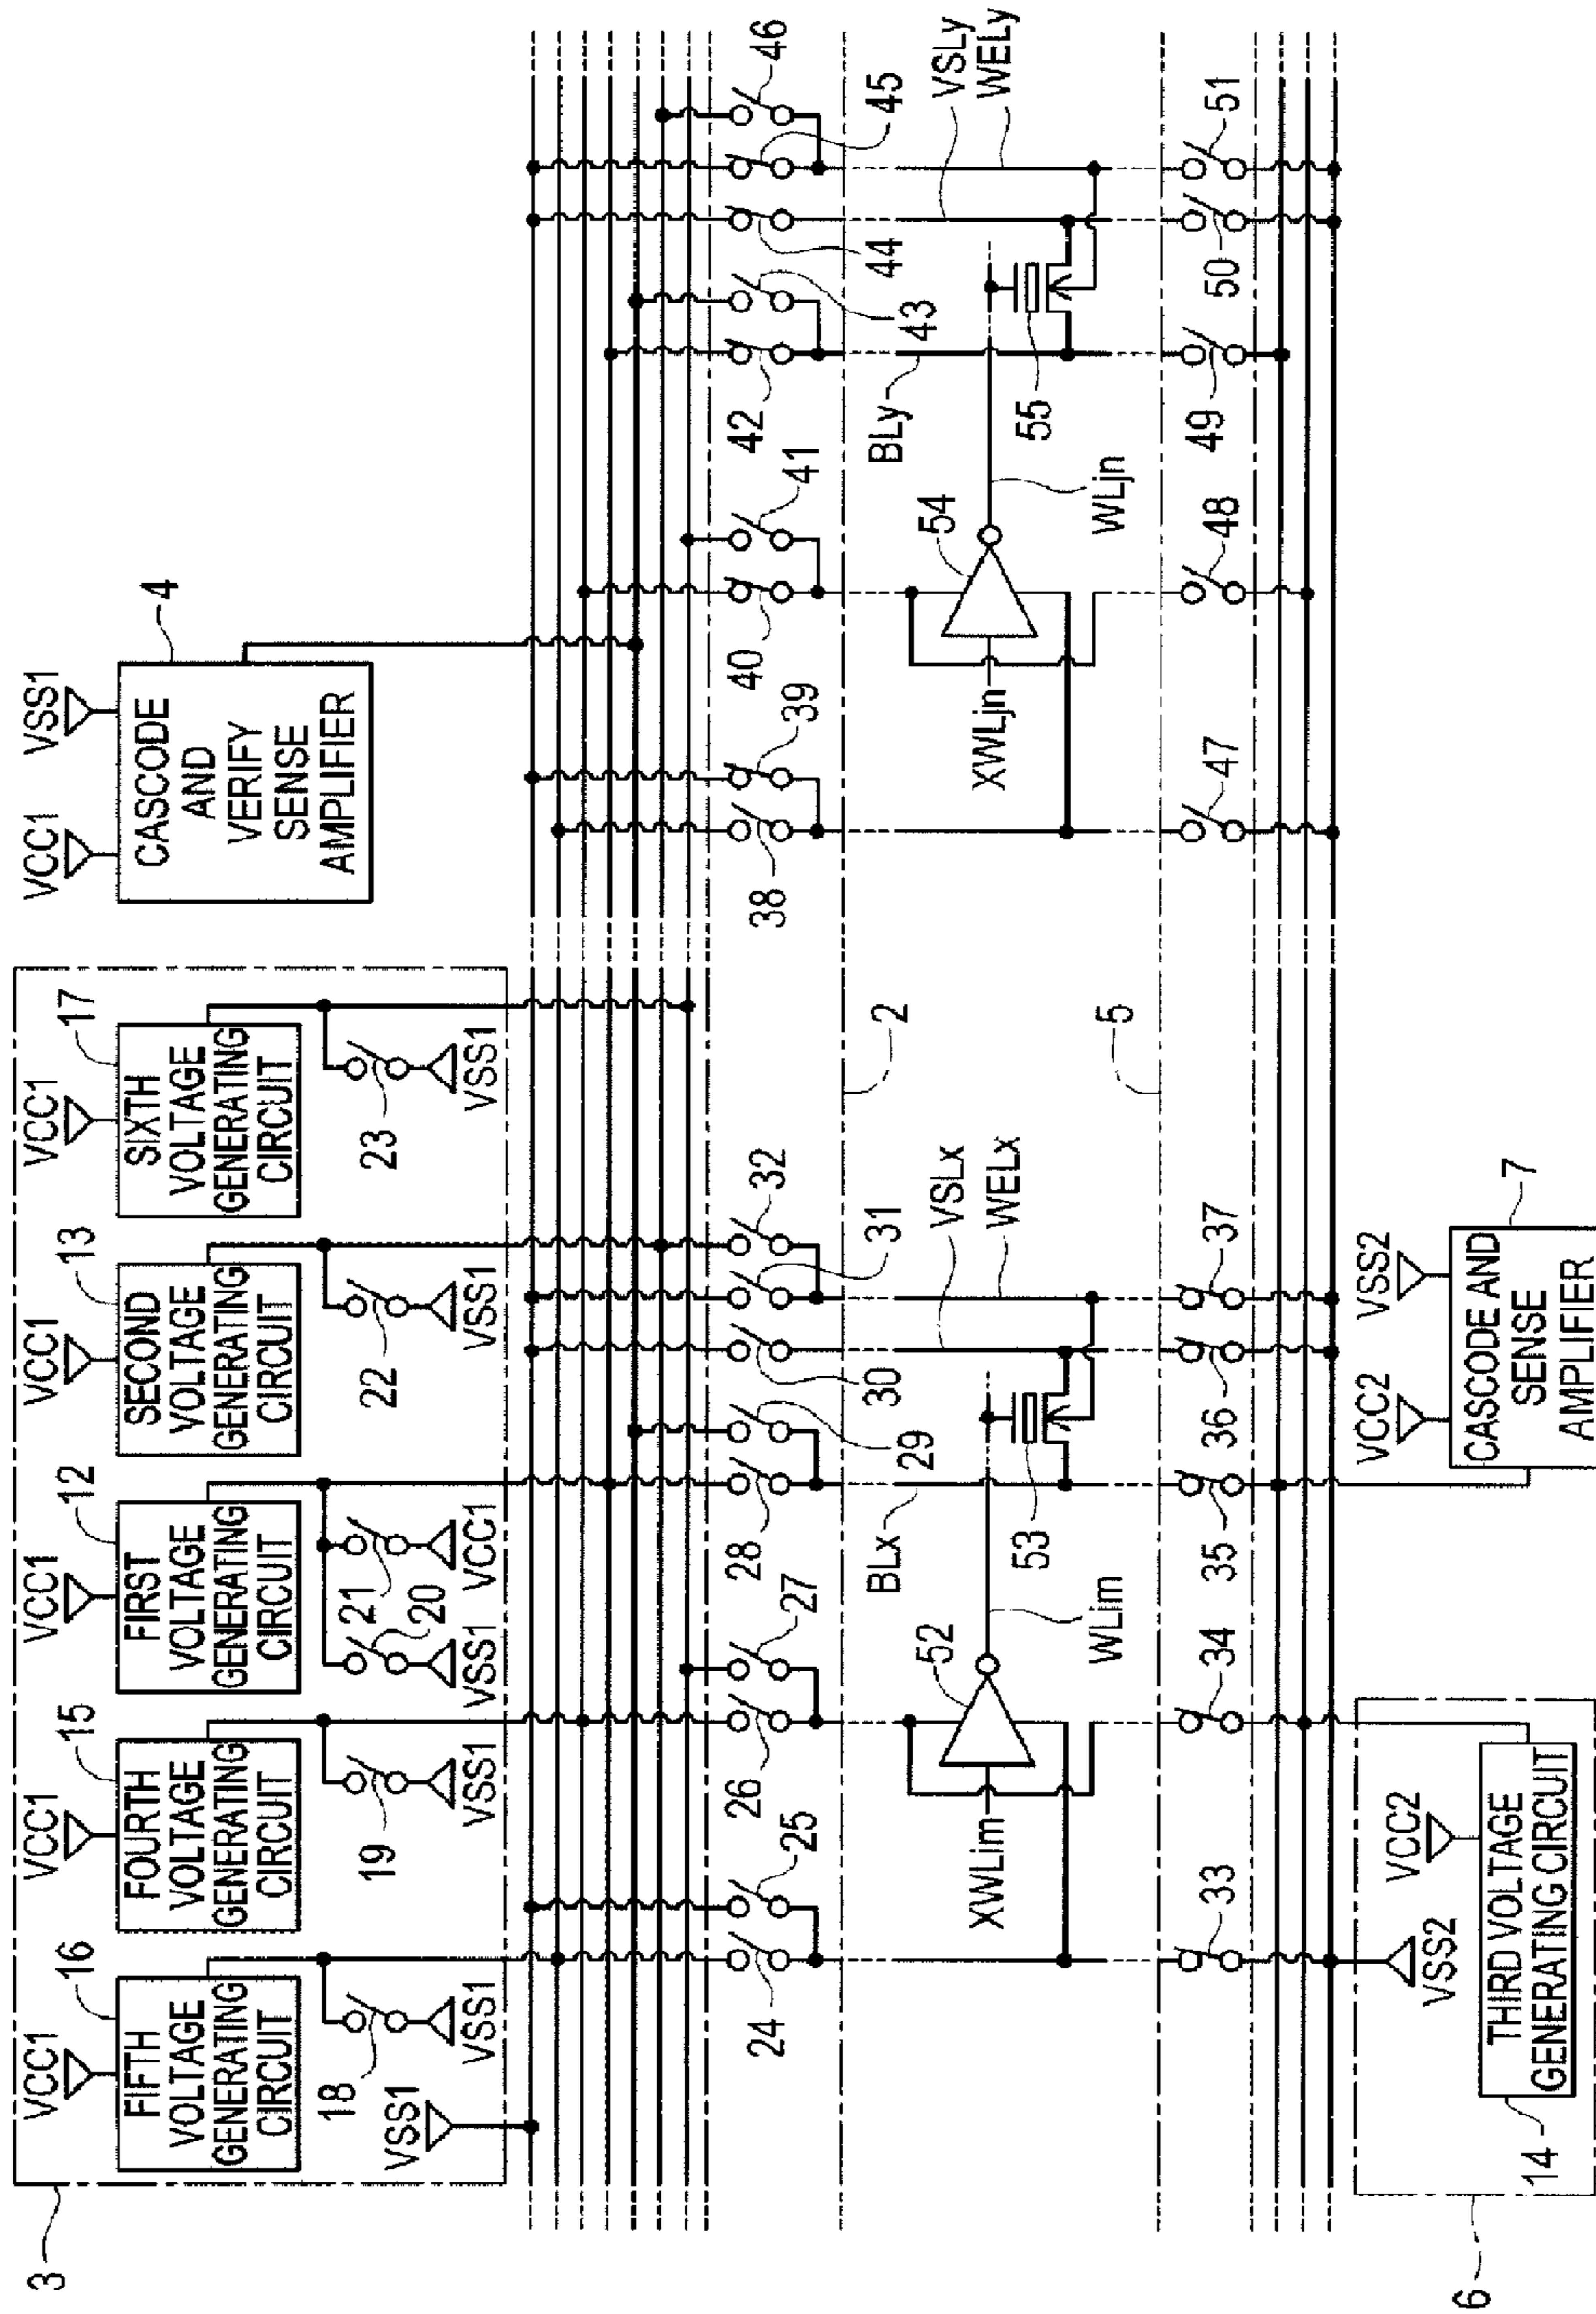 3
VCC1
16
FIFTH
VOLTAGE
GENERATING
CIRCUIT
18
VSS1
VSS1
VCC1
15
FOURTH
VOLTAGE
GENERATING
CIRCUIT
19
VSS1
VCC1
12
FIRST
VOLTAGE
GENERATING
CIRCUIT
21
20
VSS1
VCC1
VCC1
13
SECOND
VOLTAGE
GENERATING
CIRCUIT
22
VSS1
VCC1
17
SIXTH
VOLTAGE
GENERATING
CIRCUIT
23
VSS1
VCC1
VSS1
4
CASCODE
AND
VERIFY
SENSE
AMPLIFIER
24
25
26
27
28
29
30
31
32
38
39
40
41
42
43
44
45
46
2
XWLim
52
WLim
BLx
53
VSLx
WELx
XWLjn
54
WLjn
BLy
55
VSLy
WELy
5
33
34
35
36
37
47
48
49
50
51
6
VSS2
VCC2
14
THIRD VOLTAGE
GENERATING CIRCUIT
VCC2
VSS2
7
CASCODE AND
SENSE
AMPLIFIER